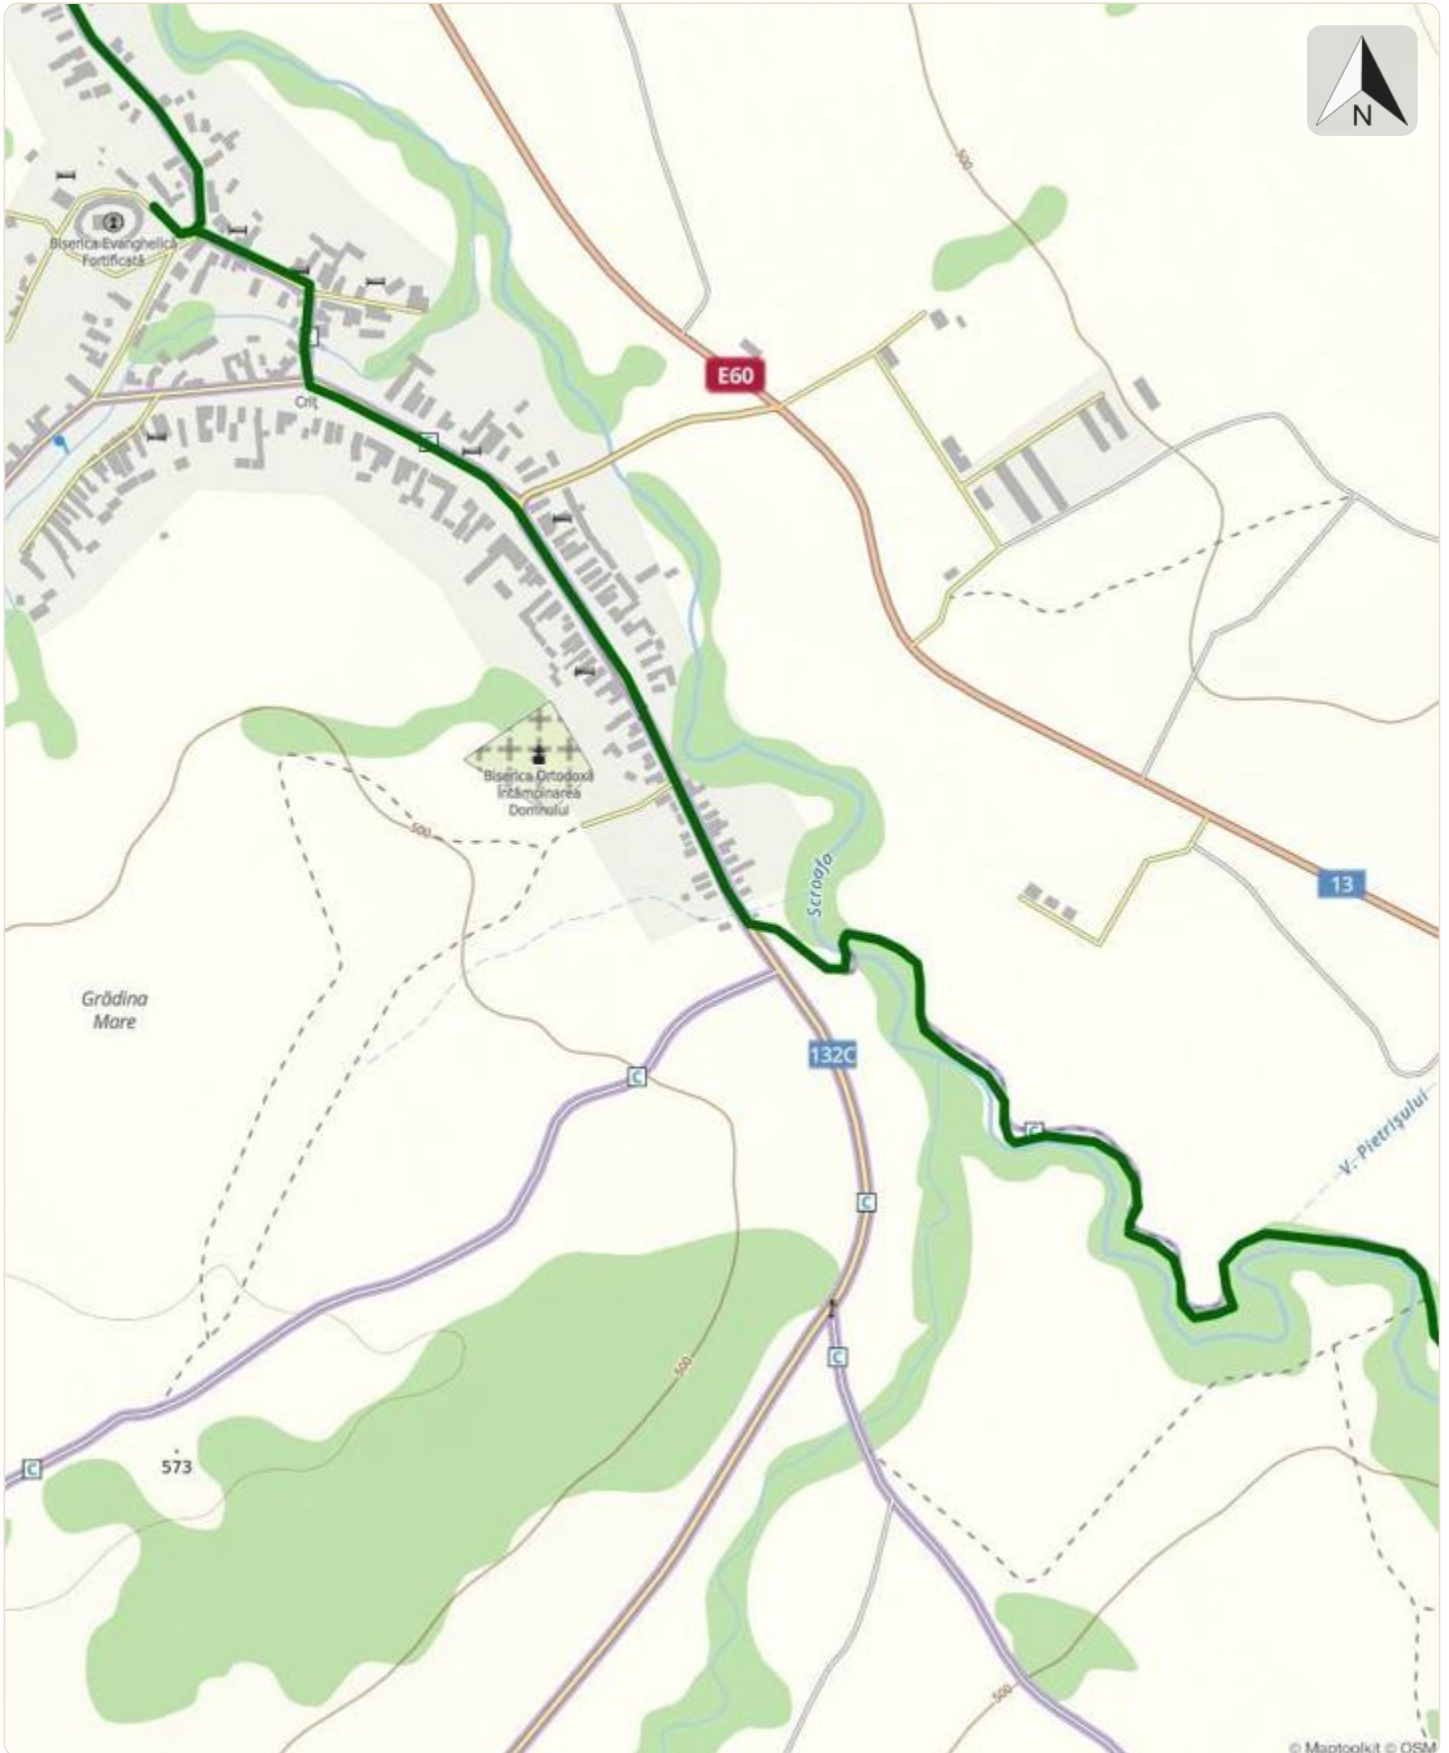 N
500
Biserica Evanghelică
Fortificată
E60
C
Criț
C
Biserica Ortodoxă
Întâmpinarea
Domnului
500
Scroafa
13
Grădina
Mare
132C
C
C
V. Pietrișului
C
500
C
C
573
500
© Maptoolkit © OSM